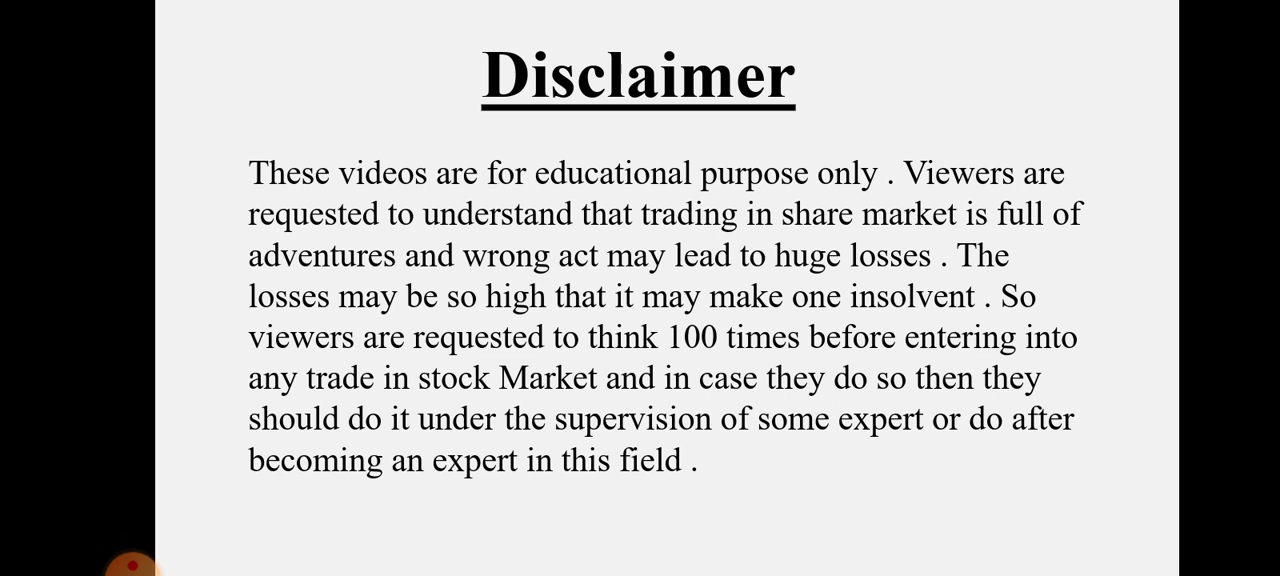 Disclaimer
These videos are for educational purpose only . Viewers are
requested to understand that trading in share market is full of
adventures and wrong act may lead to huge losses . The
losses may be so high that it may make one insolvent . So
viewers are requested to think 100 times before entering into
any trade in stock Market and in case they do so then they
should do it under the supervision of some expert or do after
becoming an expert in this field .